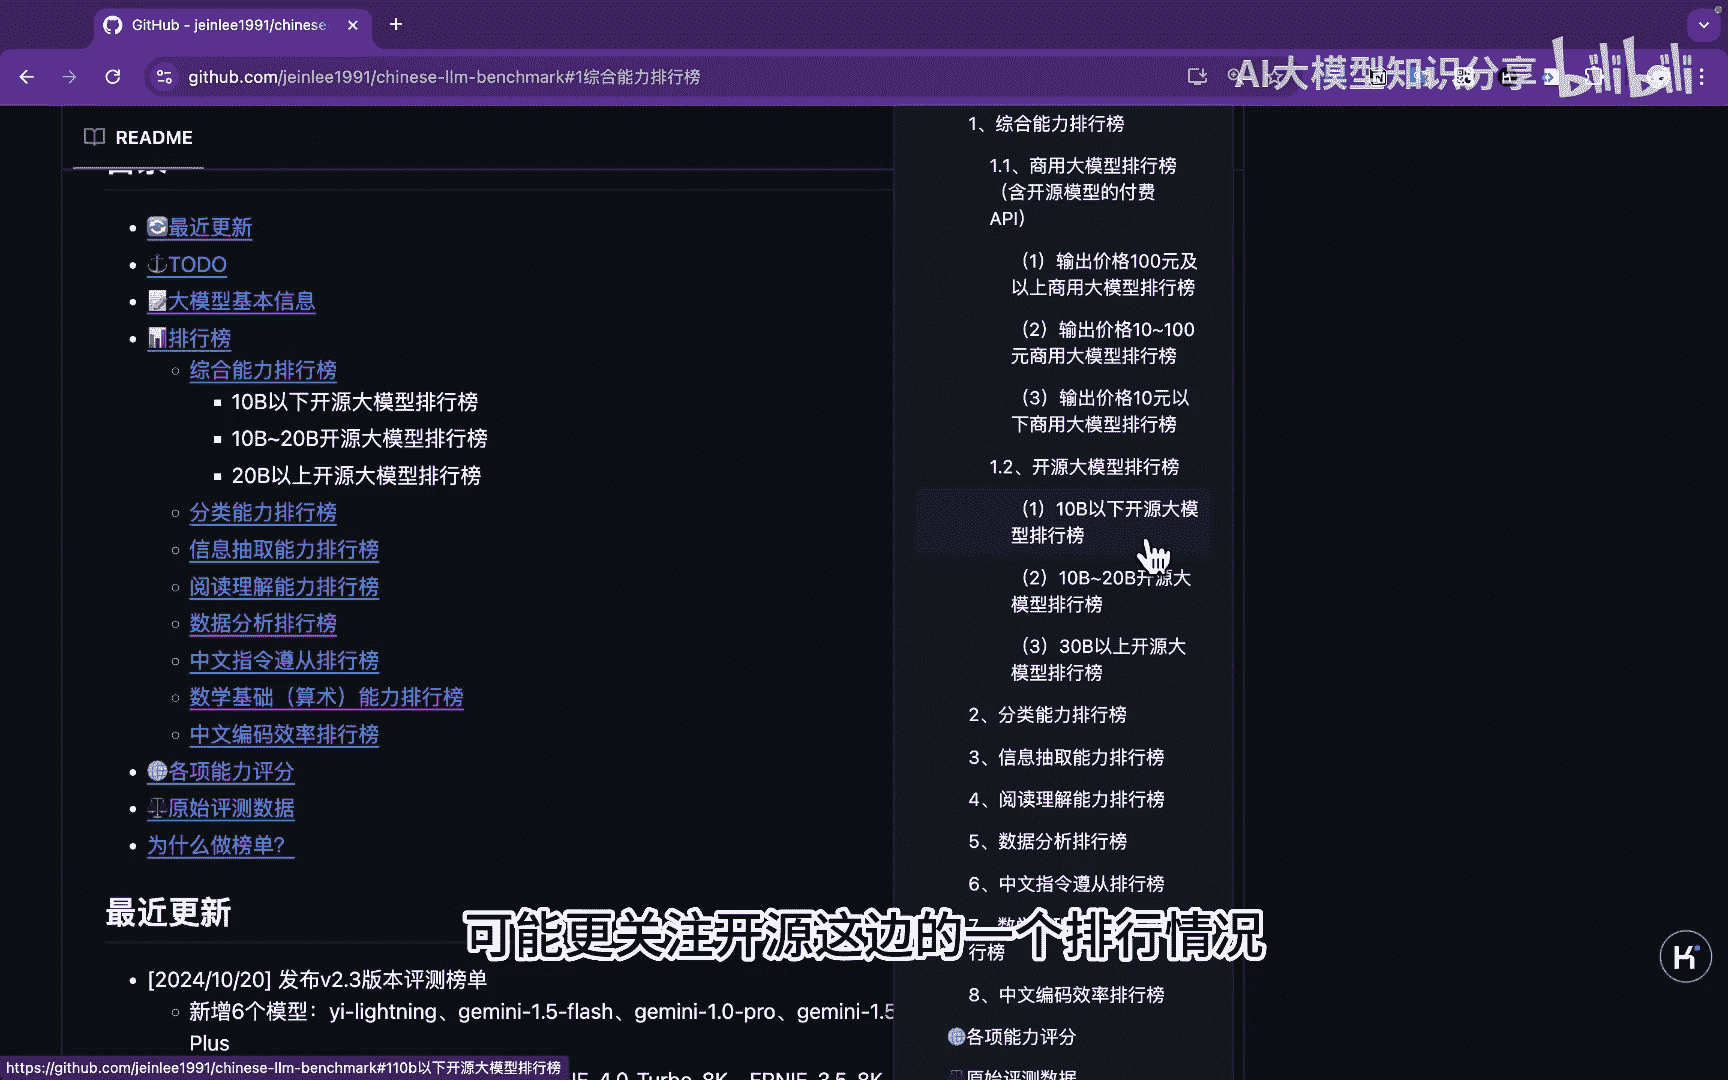 GitHub - jeinlee1991/chinese
github.com/jeinlee1991/chinese-llm-benchmark#1综合能力排行榜
AI大模型知识分享
bilibili
README
目录
最近更新
TODO
大模型基本信息
排行榜
综合能力排行榜
10B以下开源大模型排行榜
10B~20B开源大模型排行榜
20B以上开源大模型排行榜
分类能力排行榜
信息抽取能力排行榜
阅读理解能力排行榜
数据分析排行榜
中文指令遵从排行榜
数学基础（算术）能力排行榜
中文编码效率排行榜
各项能力评分
原始评测数据
为什么做榜单？
最近更新
[2024/10/20] 发布v2.3版本评测榜单
新增6个模型：yi-lightning、gemini-1.5-flash、gemini-1.0-pro、gemini-1.5
Plus
1、综合能力排行榜
1.1、商用大模型排行榜
（含开源模型的付费
API）
（1）输出价格100元及
以上商用大模型排行榜
（2）输出价格10~100
元商用大模型排行榜
（3）输出价格10元以
下商用大模型排行榜
1.2、开源大模型排行榜
（1）10B以下开源大模
型排行榜
（2）10B~20B开源大
模型排行榜
（3）30B以上开源大
模型排行榜
2、分类能力排行榜
3、信息抽取能力排行榜
4、阅读理解能力排行榜
5、数据分析排行榜
6、中文指令遵从排行榜
行榜
8、中文编码效率排行榜
各项能力评分
原始评测数据
可能更关注开源这边的一个排行情况
https://github.com/jeinlee1991/chinese-llm-benchmark#110b以下开源大模型排行榜
4.0-Turbo-8K、ERNIE-3.5-8K